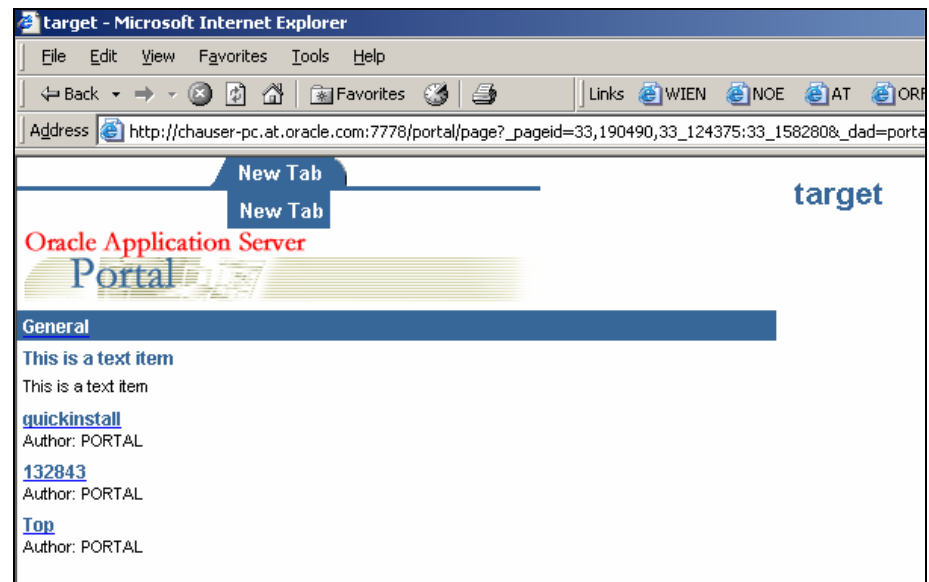 target - Microsoft Internet Explorer
File Edit View Favorites Tools Help
Back Favorites Links WIEN NOE AT
Address http://chauser-pc.at.oracle.com:7778/portal/page?_pageid=33,190490,33_124375:33_158280&_dad=porta
New Tab
target
New Tab
Oracle Application Server
Portal
General
This is a text item
This is a text item
quickinstall
Author: PORTAL
132843
Author: PORTAL
Top
Author: PORTAL